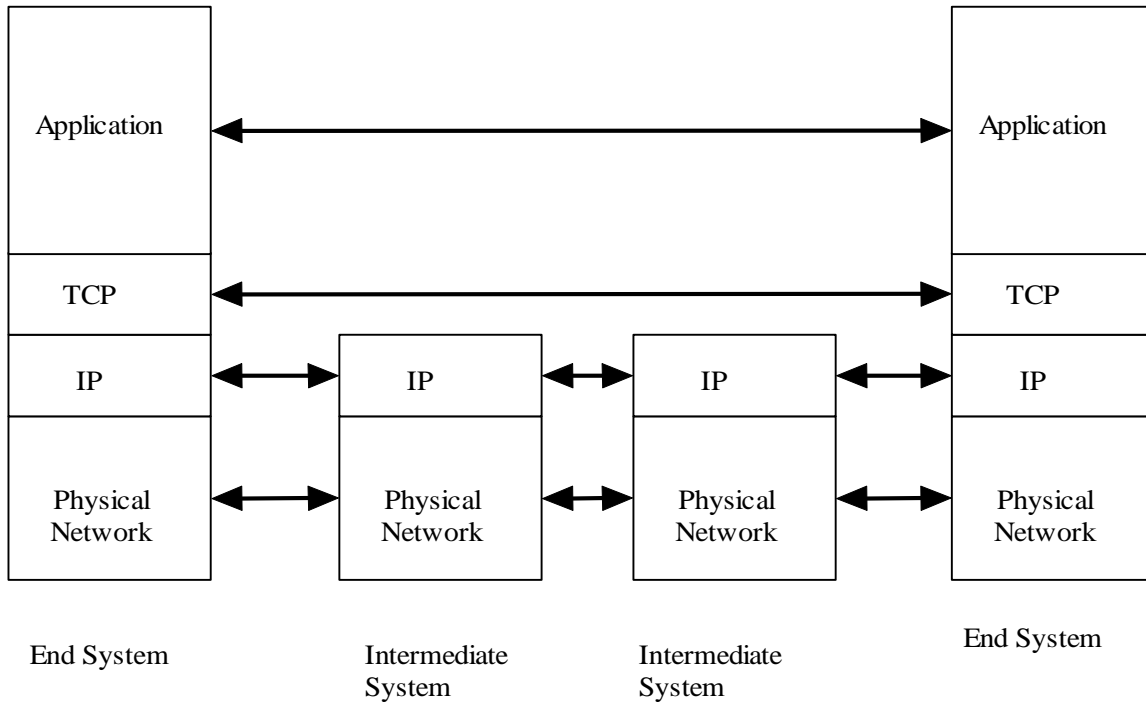 Application
Application
TCP
TCP
IP
IP
IP
IP
Physical
Network
Physical
Network
Physical
Network
Physical
Network
End System
Intermediate
System
Intermediate
System
End System